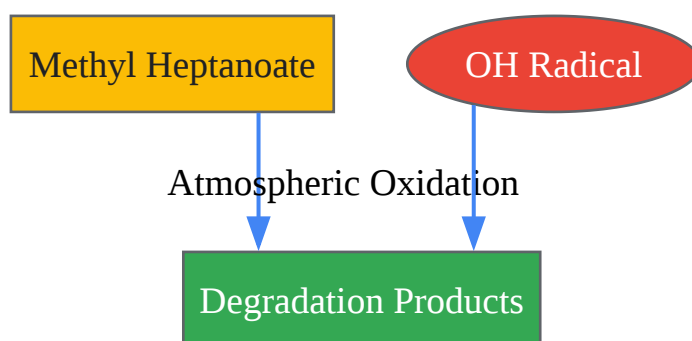 Methyl Heptanoate
OH Radical
Atmospheric Oxidation
Degradation Products